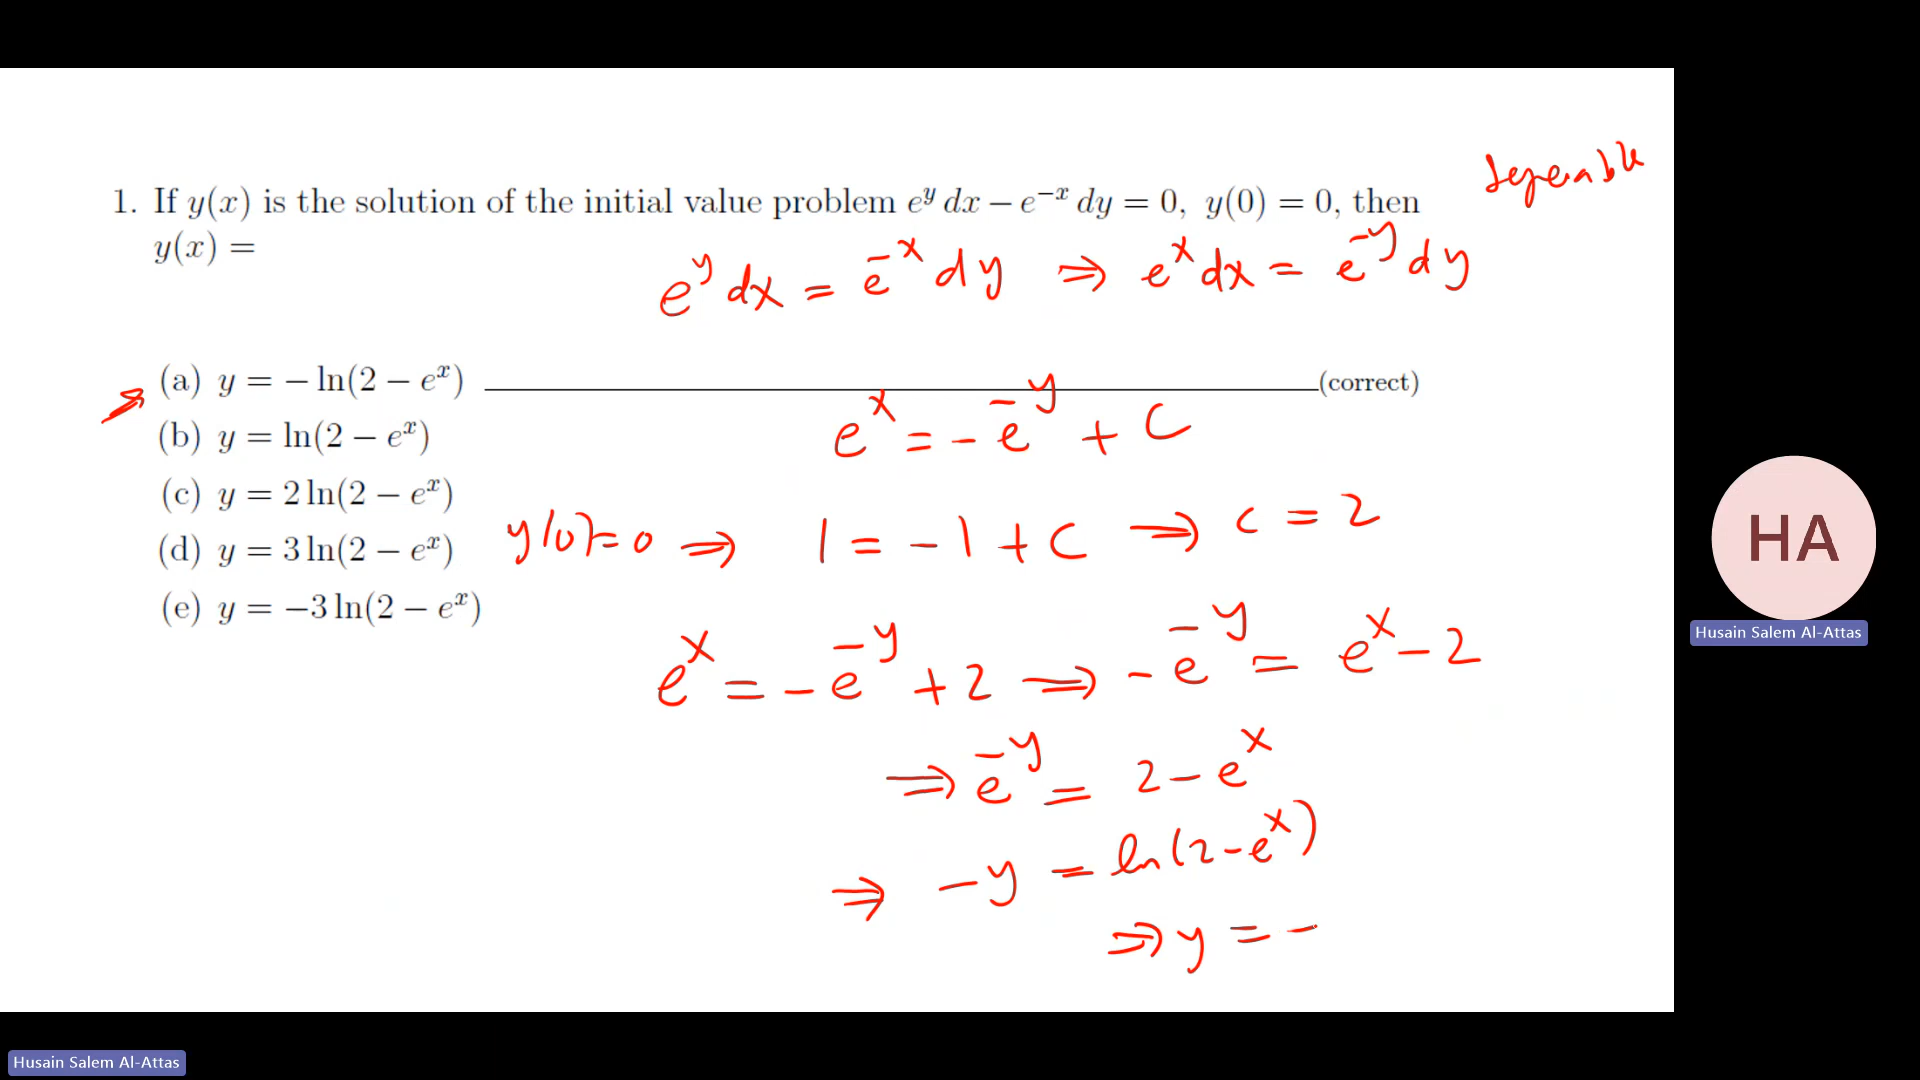 seperable
1. If y(x) is the solution of the initial value problem e^y dx − e^−x dy = 0, y(0) = 0, then
y(x) =
e^y dx = e^−x dy ⇒ e^x dx = e^−y dy
(a) y = − ln(2 − e^x) (correct)
e^x = − e^−y + C
(b) y = ln(2 − e^x)
(c) y = 2 ln(2 − e^x)
y(0)=0 ⇒ 1 = −1 + C ⇒ C = 2
(d) y = 3 ln(2 − e^x)
(e) y = −3 ln(2 − e^x)
e^x = − e^−y + 2 ⇒ − e^−y = e^x − 2
⇒ e^−y = 2 − e^x
⇒ −y = ln(2 − e^x)
⇒ y = −
HA
Husain Salem Al-Attas
Husain Salem Al-Attas